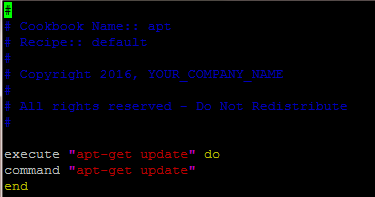 #
# Cookbook Name:: apt
# Recipe:: default
#
# Copyright 2016, YOUR_COMPANY_NAME
#
# All rights reserved - Do Not Redistribute
#
execute "apt-get update" do
command "apt-get update"
end